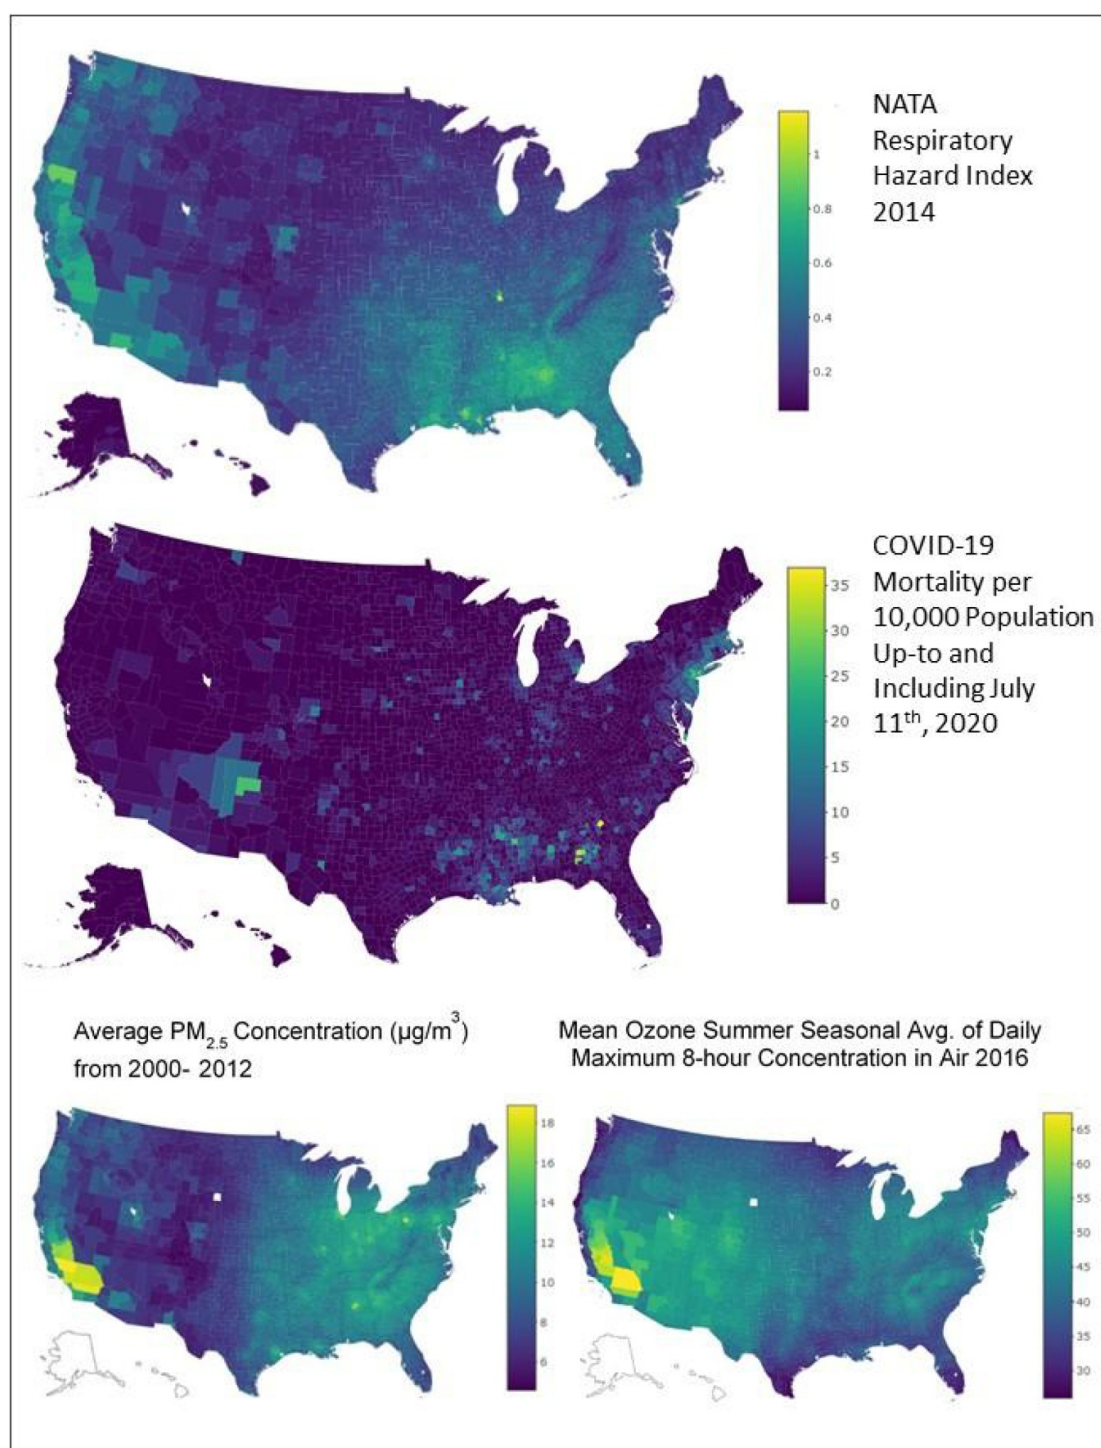 NATA
Respiratory
Hazard Index
2014
1
0.8
0.6
0.4
0.2
COVID-19
Mortality per
10,000 Population
Up-to and
Including July
11th, 2020
35
30
25
20
15
10
5
0
Average PM2.5 Concentration (µg/m3)
from 2000- 2012
Mean Ozone Summer Seasonal Avg. of Daily
Maximum 8-hour Concentration in Air 2016
18
16
14
12
10
8
6
65
60
55
50
45
40
35
30